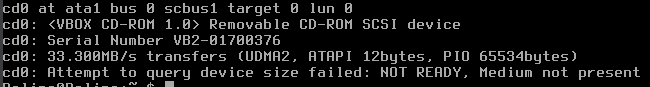 cd0 at ata1 bus 0 scbus1 target 0 lun 0
cd0: <VBOX CD-ROM 1.0> Removable CD-ROM SCSI device
cd0: Serial Number VB2-01700376
cd0: 33.300MB/s transfers (UDMA2, ATAPI 12bytes, PIO 65534bytes)
cd0: Attempt to query device size failed: NOT READY, Medium not present